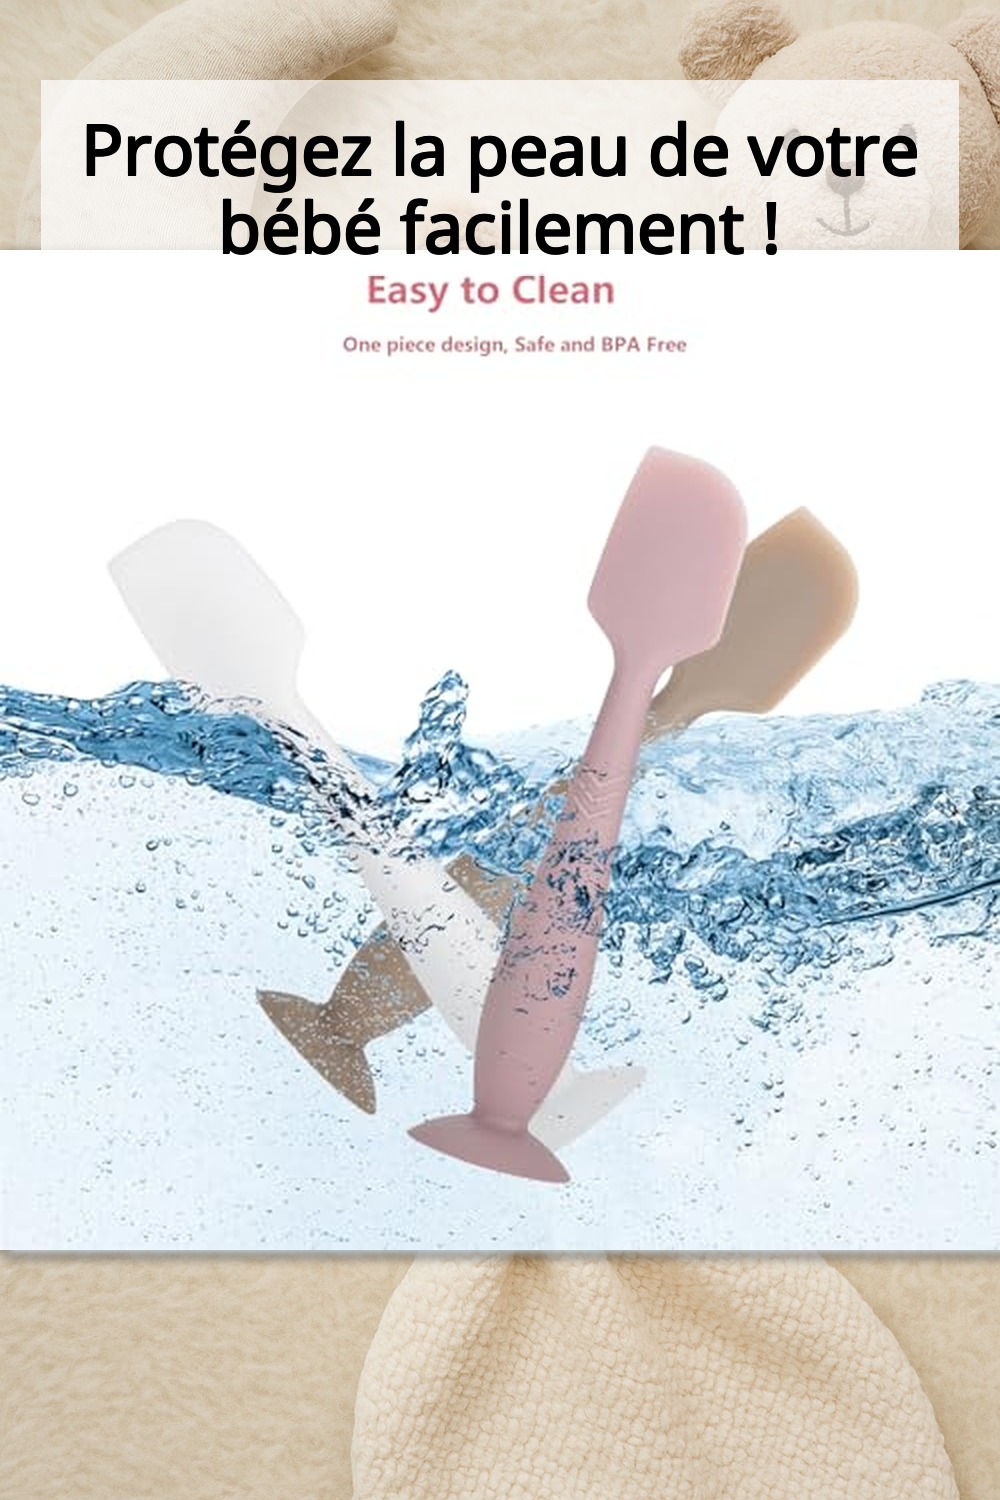 Protégez la peau de votre
bébé facilement !
Easy to Clean
One piece design, Safe and BPA Free